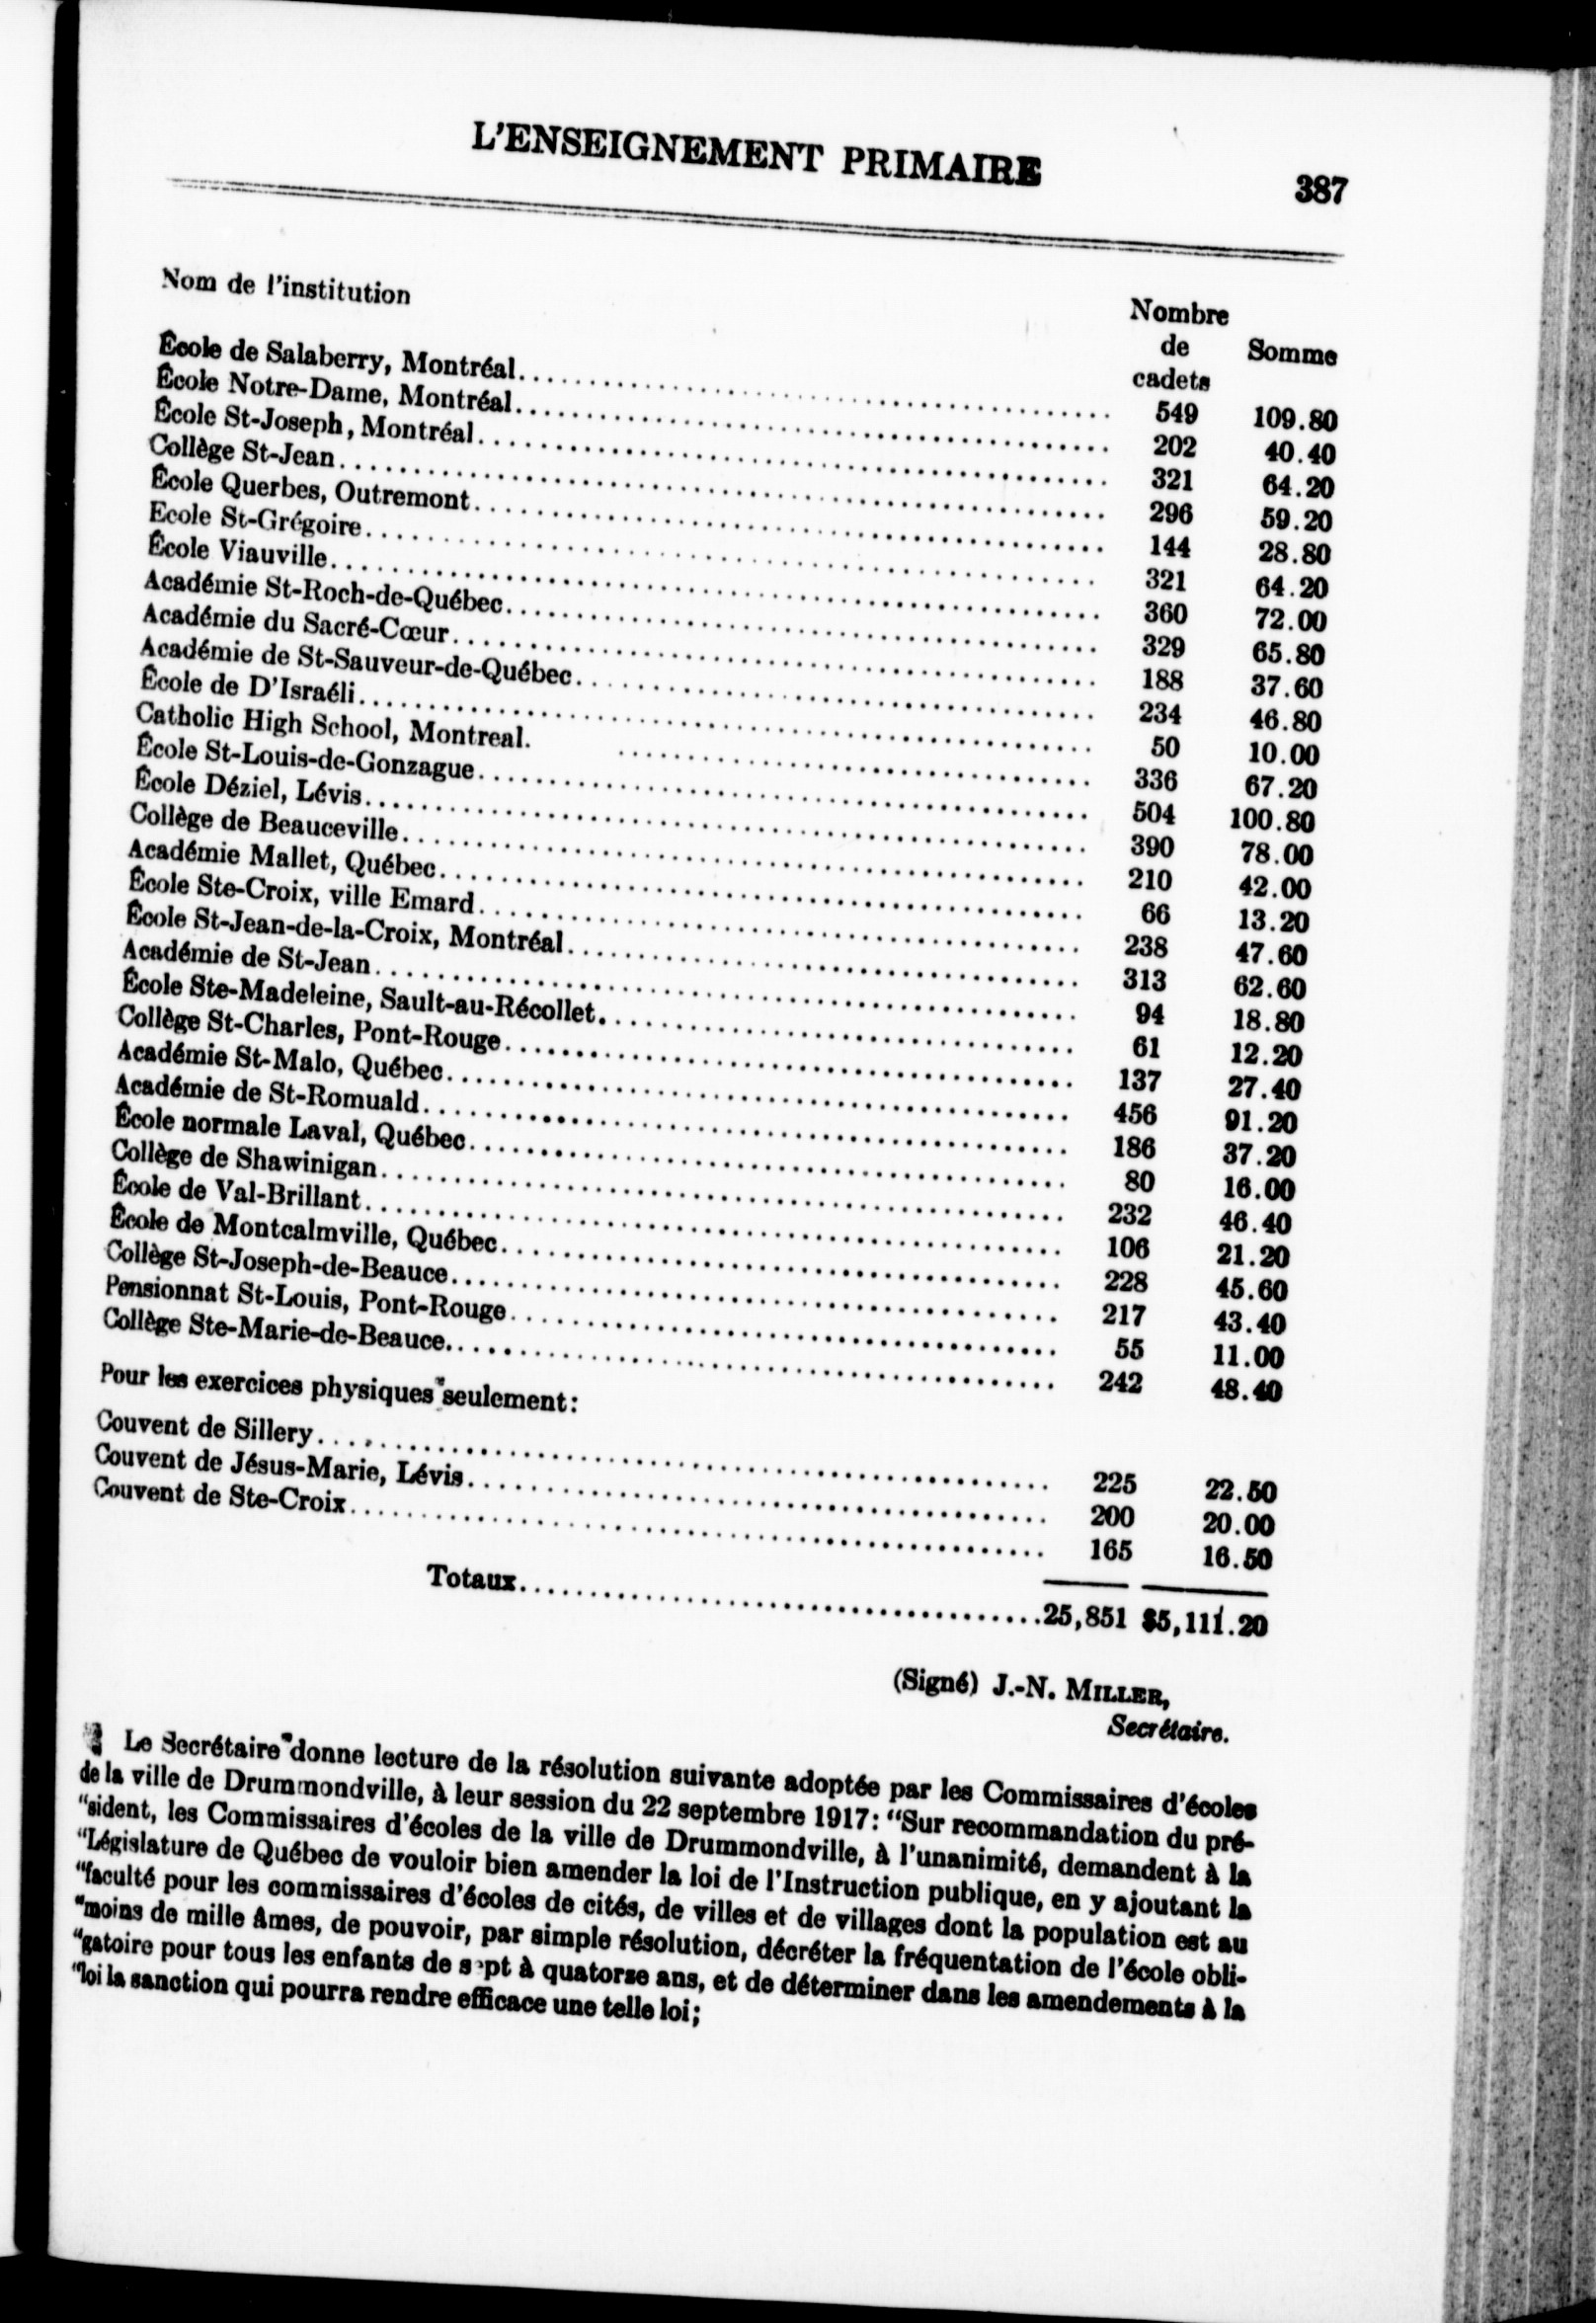 L'ENSEIGNEMENT PRIMAIRE 387
Nom de l'institution Nombre
de Somme
cadets
École de Salaberry, Montréal........ 549 109.80
École Notre-Dame, Montréal........ 202 40.40
École St-Joseph, Montréal........ 321 64.20
Collège St-Jean........ 296 59.20
École Querbes, Outremont........ 144 28.80
Ecole St-Grégoire........ 321 64.20
École Viauville........ 360 72.00
Académie St-Roch-de-Québec........ 329 65.80
Académie du Sacré-Cœur........ 188 37.60
Académie de St-Sauveur-de-Québec........ 234 46.80
École de D'Israéli........ 50 10.00
Catholic High School, Montreal. ........ 336 67.20
École St-Louis-de-Gonzague........ 504 100.80
École Déziel, Lévis........ 390 78.00
Collège de Beauceville........ 210 42.00
Académie Mallet, Québec........ 66 13.20
École Ste-Croix, ville Emard........ 238 47.60
École St-Jean-de-la-Croix, Montréal........ 313 62.60
Académie de St-Jean........ 94 18.80
École Ste-Madeleine, Sault-au-Récollet........ 61 12.20
Collège St-Charles, Pont-Rouge........ 137 27.40
Académie St-Malo, Québec........ 456 91.20
Académie de St-Romuald........ 186 37.20
École normale Laval, Québec........ 80 16.00
Collège de Shawinigan........ 232 46.40
École de Val-Brillant........ 106 21.20
École de Montcalmville, Québec........ 228 45.60
Collège St-Joseph-de-Beauce........ 217 43.40
Pensionnat St-Louis, Pont-Rouge........ 55 11.00
Collège Ste-Marie-de-Beauce........ 242 48.40
Pour les exercices physiques seulement:
Couvent de Sillery........ 225 22.50
Couvent de Jésus-Marie, Lévis........ 200 20.00
Couvent de Ste-Croix........ 165 16.50
Totaux........25,851 $5,111.20
(Signé) J.-N. MILLER,
Secrétaire.
Le Secrétaire donne lecture de la résolution suivante adoptée par les Commissaires d'écoles
de la ville de Drummondville, à leur session du 22 septembre 1917: "Sur recommandation du pré-
"sident, les Commissaires d'écoles de la ville de Drummondville, à l'unanimité, demandent à la
"Législature de Québec de vouloir bien amender la loi de l'Instruction publique, en y ajoutant la
"faculté pour les commissaires d'écoles de cités, de villes et de villages dont la population est au
"moins de mille âmes, de pouvoir, par simple résolution, décréter la fréquentation de l'école obli-
"gatoire pour tous les enfants de sept à quatorze ans, et de déterminer dans les amendements à la
"loi la sanction qui pourra rendre efficace une telle loi;